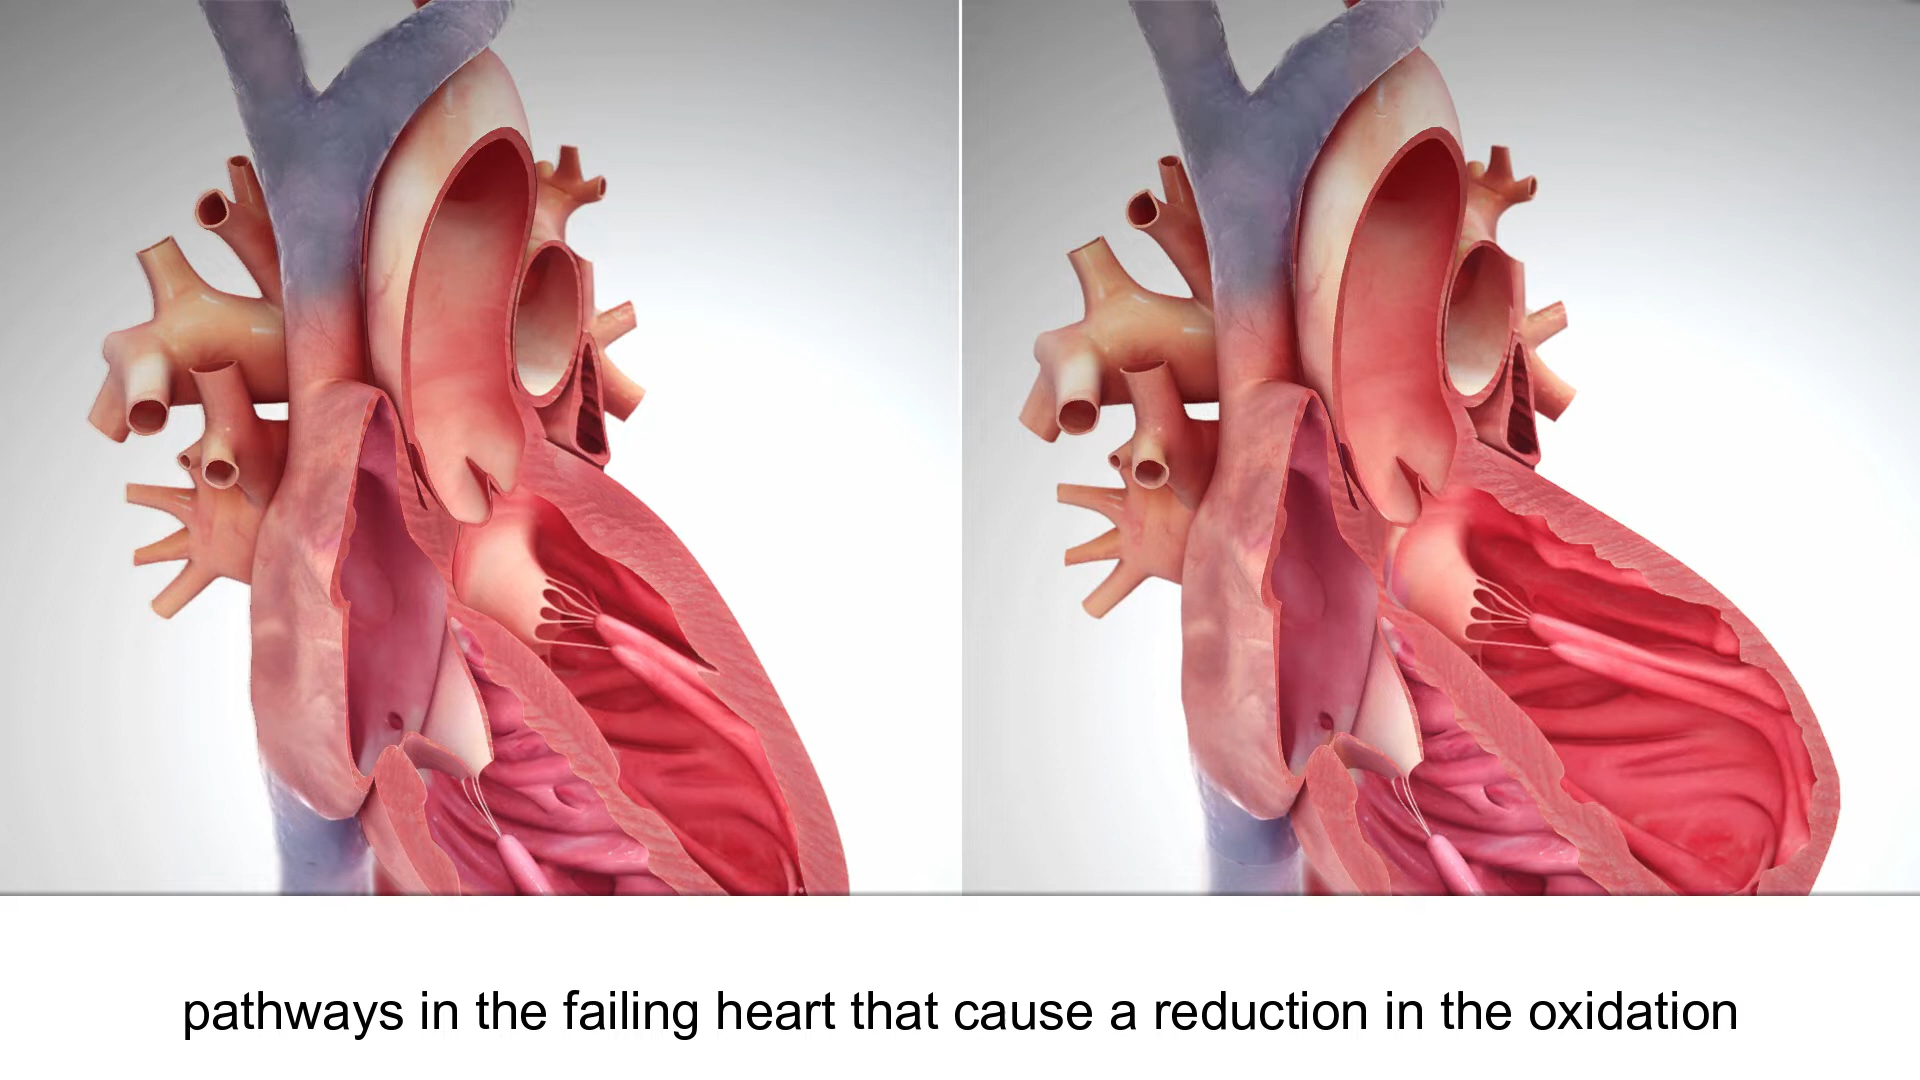 pathways in the failing heart that cause a reduction in the oxidation